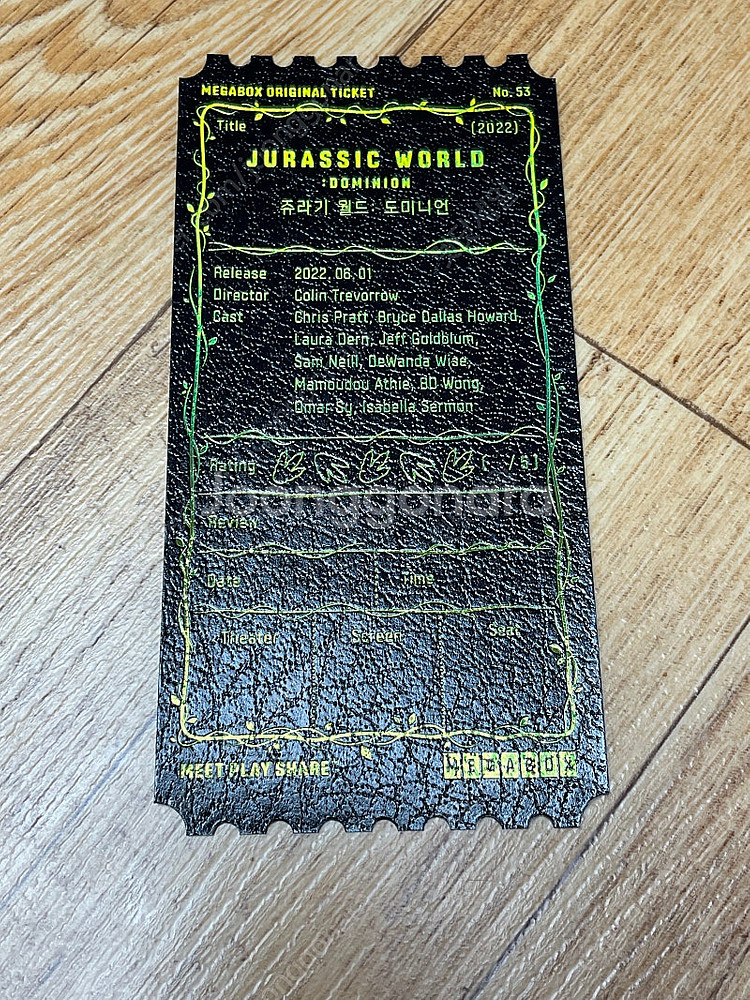 MEGABOX ORIGINAL TICKET No. 53
Title (2022)
JURASSIC WORLD
:DOMINION
쥬라기 월드: 도미니언
Release 2022. 06. 01
Director Colin Trevorrow
Cast Chris Pratt, Bryce Dallas Howard,
Laura Dern, Jeff Goldblum,
Sam Neill, DeWanda Wise,
Mamoudou Athie, BD Wong,
Omar Sy, Isabella Sermon
Rating ( /5)
Joonggonara
Review
Date Time
Theater Screen Seat
MEET PLAY SHARE MEGABOX